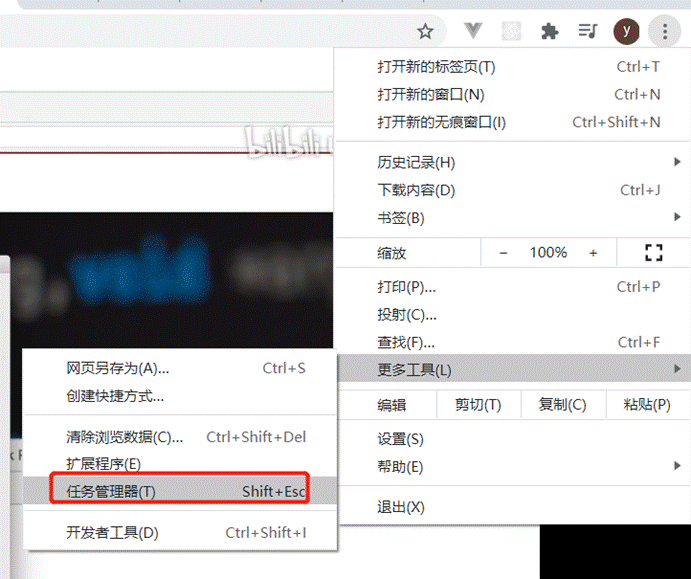 y
打开新的标签页(T) Ctrl+T
打开新的窗口(N) Ctrl+N
打开新的无痕窗口(I) Ctrl+Shift+N
bilibili
历史记录(H)
下载内容(D) Ctrl+J
书签(B)
缩放 − 100% +
void
打印(P)... Ctrl+P
投射(C)...
查找(F)... Ctrl+F
更多工具(L)
编辑 剪切(T) 复制(C) 粘贴(P)
设置(S)
帮助(E)
退出(X)
网页另存为(A)... Ctrl+S
创建快捷方式...
清除浏览数据(C)... Ctrl+Shift+Del
扩展程序(E)
任务管理器(T) Shift+Esc
开发者工具(D) Ctrl+Shift+I